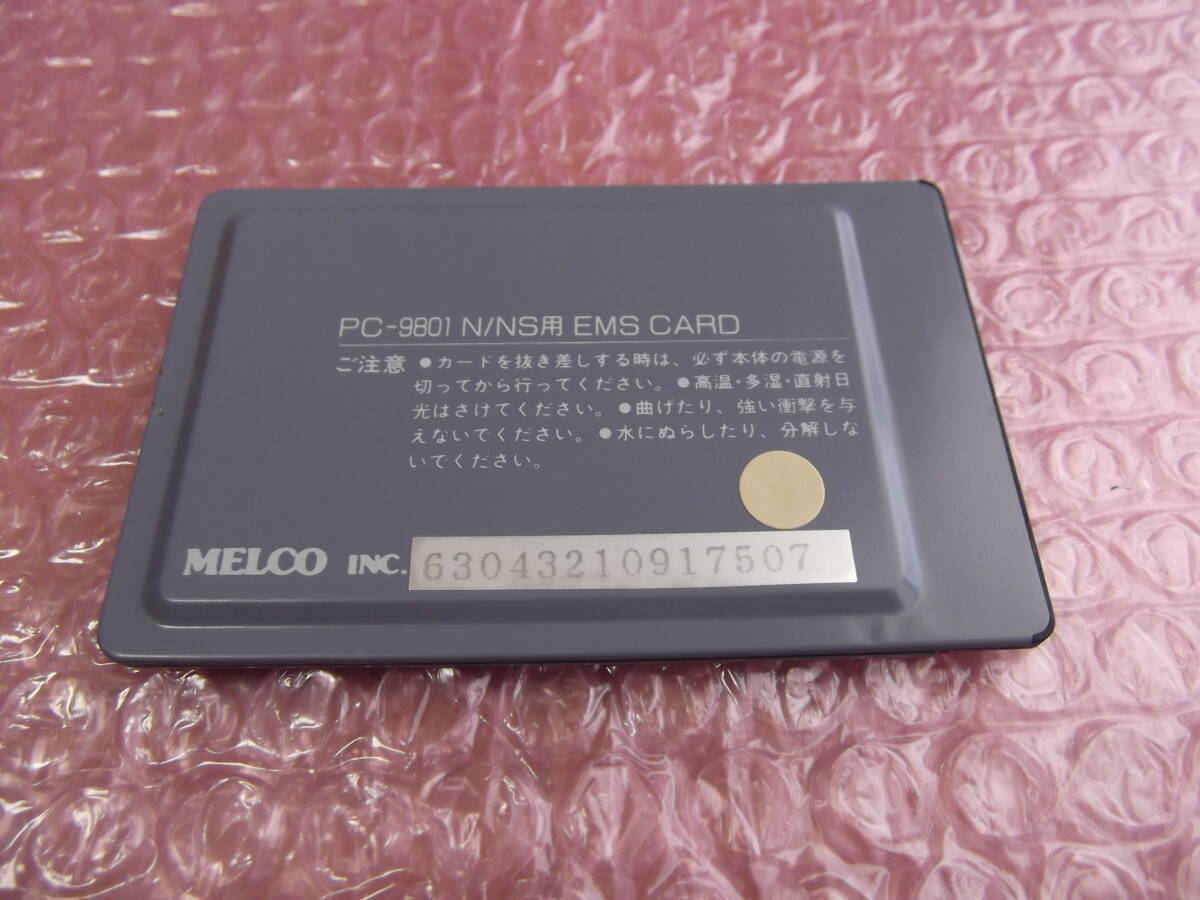 PC-9801 N/NS用 EMS CARD
ご注意 ●カードを抜き差しする時は、必ず本体の電源を
切ってから行ってください。●高温・多湿・直射日
光はさけてください。●曲げたり、強い衝撃を与
えないでください。●水にぬらしたり、分解しな
いでください。
MELCO INC. 63043210917507